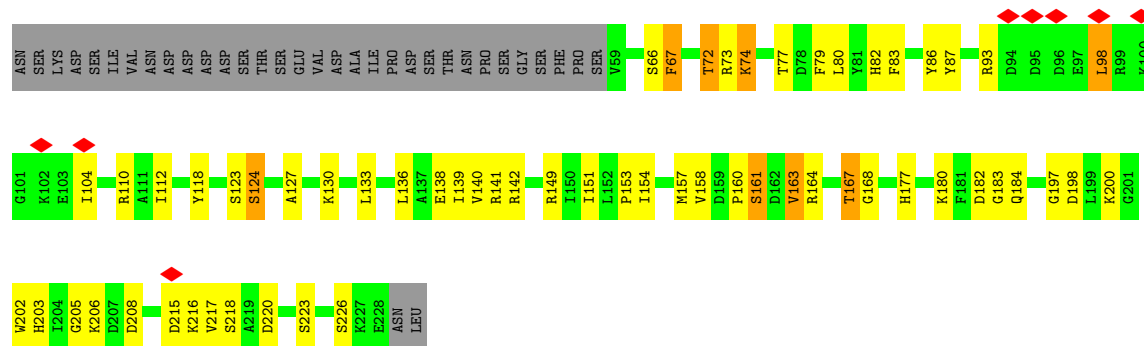 ASN SER LYS ASP SER ILE VAL ASN ASP ASP ASP ASP SER THR SER GLU VAL ASP ALA ILE PRO ASP SER THR ASN PRO SER GLY SER PHE PRO SER V59 S66 F67 T72 R73 K74 T77 D78 F79 L80 Y81 H82 F83 Y86 Y87 R93 D94 D95 D96 E97 L98 R99 K100
G101 K102 E103 I104 R110 A111 I112 Y118 S123 S124 A127 K130 L133 L136 A137 E138 I139 V140 R141 R142 R149 I150 I151 L152 P153 I154 M157 V158 D159 P160 S161 D162 V163 R164 T167 G168 H177 K180 F181 D182 G183 Q184 G197 D198 L199 K200 G201
W202 H203 I204 G205 K206 D207 D208 D215 K216 V217 S218 A219 D220 S223 S226 K227 E228 ASN LEU